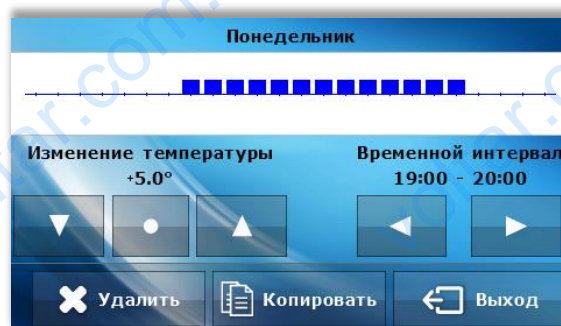 Понедельник
Изменение температуры
Временной интервал
+5.0°
19:00 - 20:00
Удалить
Копировать
Выход